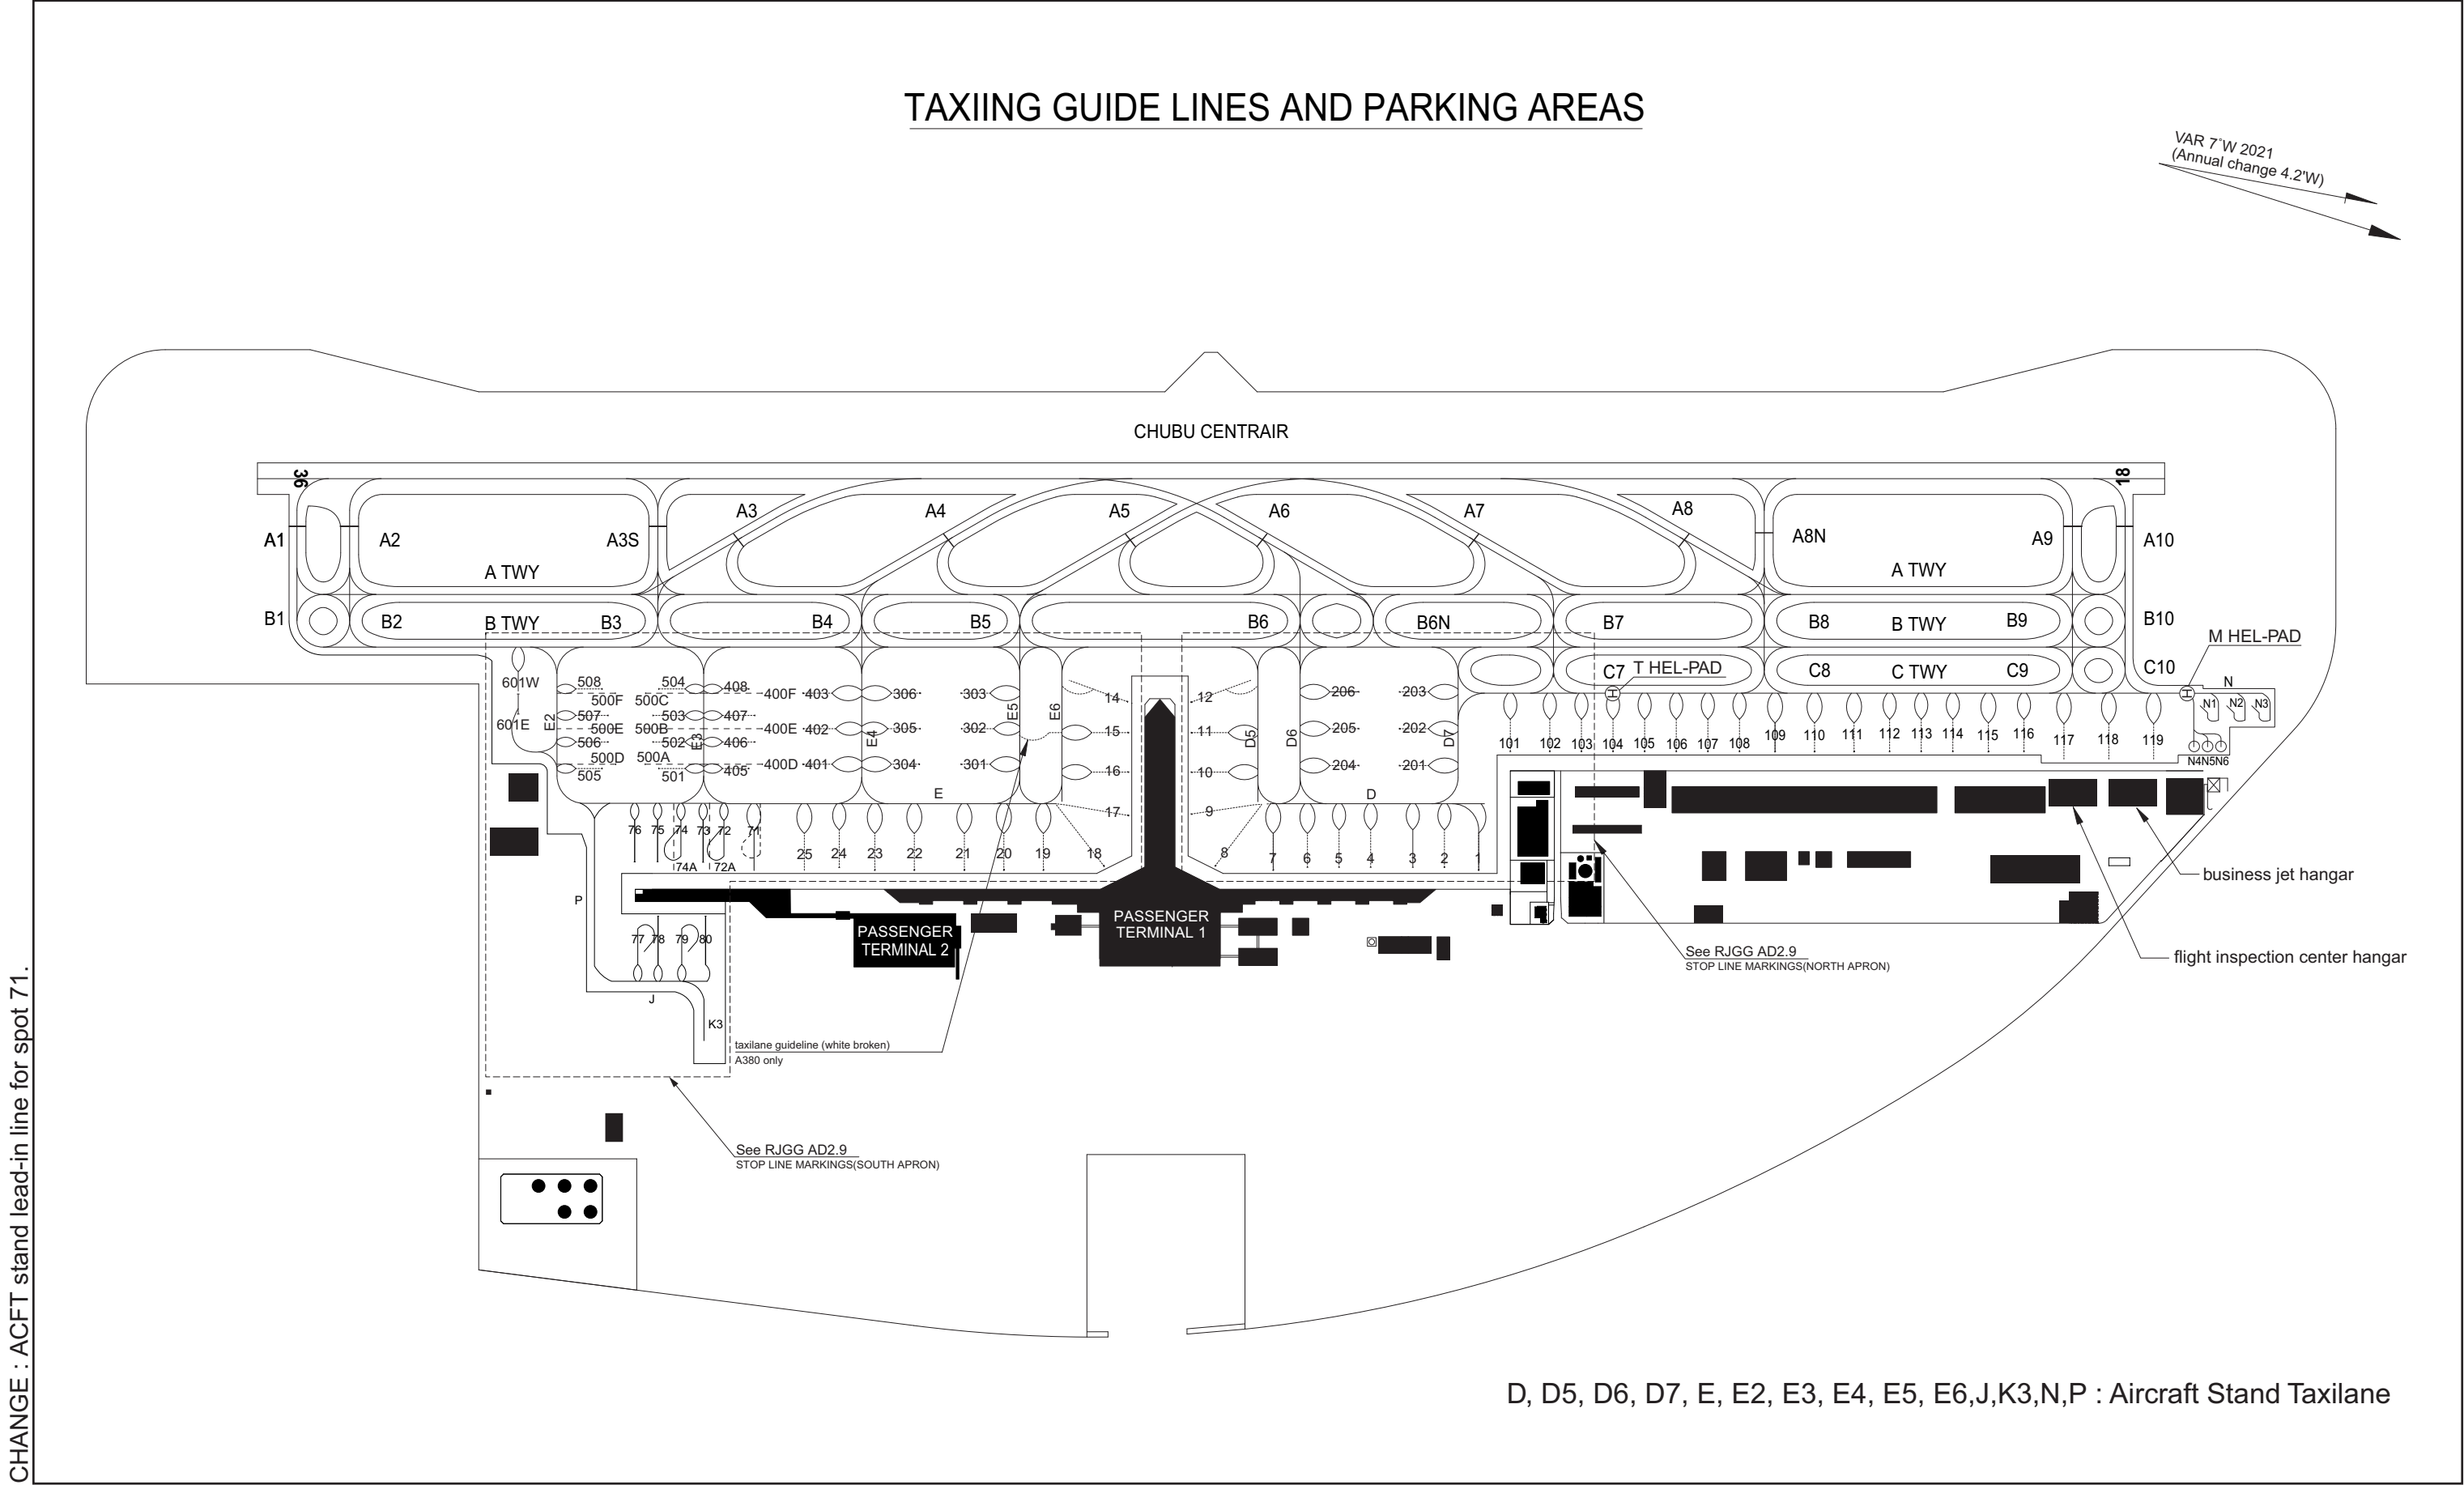 TAXIING GUIDE LINES AND PARKING AREAS
VAR 7°W 2021
(Annual change 4.2'W)
CHUBU CENTRAIR
36
18
A1
A2
A3S
A3
A4
A5
A6
A7
A8
A8N
A9
A10
A TWY
A TWY
B1
B2
B TWY
B3
B4
B5
B6
B6N
B7
B8
B TWY
B9
B10
M HEL-PAD
C7
T HEL-PAD
C8
C TWY
C9
C10
N
601W
601E
E2
508
507
506
505
500F
500E
500D
500C
500B
500A
504
503
502
501
E3
408
407
406
405
400F
400E
400D
403
402
401
E4
306
305
304
303
302
301
E5
E6
14
15
16
17
18
12
11
10
9
8
D5
D6
206
205
204
203
202
201
D7
E
D
101
102
103
104
105
106
107
108
109
110
111
112
113
114
115
116
117
118
119
N1
N2
N3
N4N5N6
76
75
74
73
72
71
74A
72A
25
24
23
22
21
20
19
7
6
5
4
3
2
1
P
77
78
79
80
J
K3
PASSENGER
TERMINAL 2
PASSENGER
TERMINAL 1
business jet hangar
flight inspection center hangar
See RJGG AD2.9
STOP LINE MARKINGS(NORTH APRON)
taxilane guideline (white broken)
A380 only
See RJGG AD2.9
STOP LINE MARKINGS(SOUTH APRON)
D, D5, D6, D7, E, E2, E3, E4, E5, E6,J,K3,N,P : Aircraft Stand Taxilane
CHANGE : ACFT stand lead-in line for spot 71.